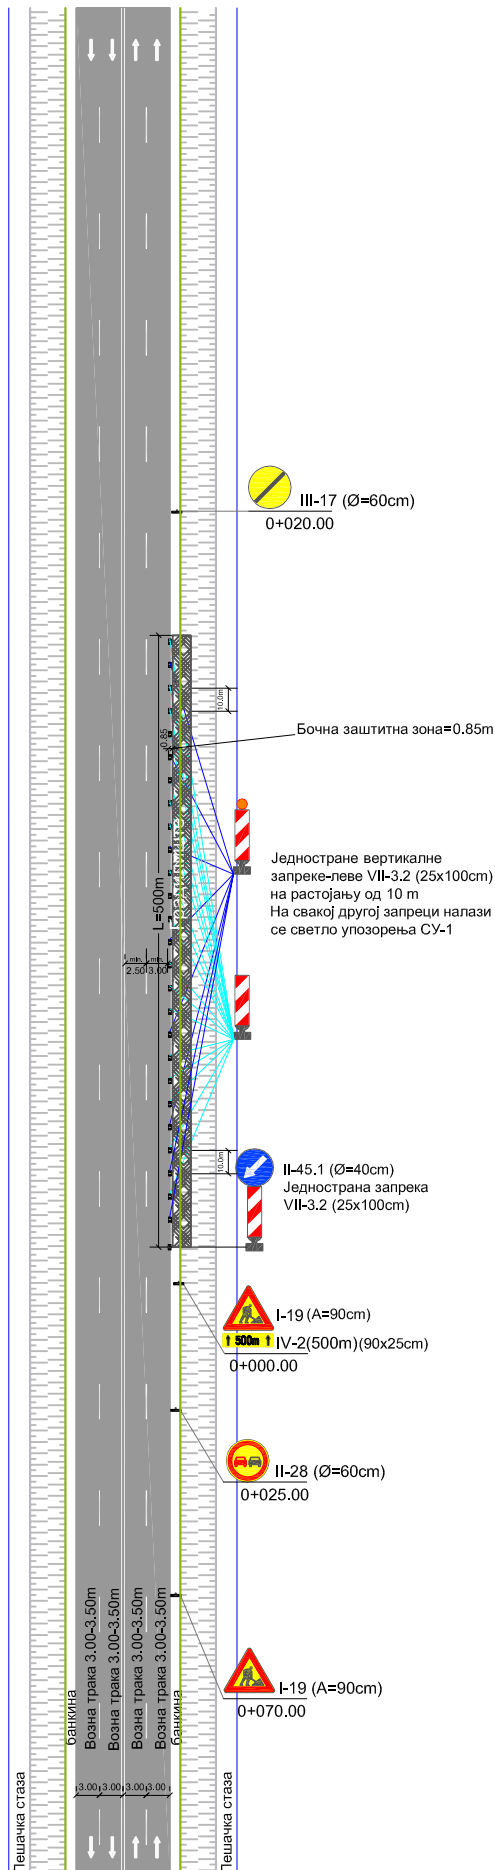 III-17 (Ø=60cm)
0+020.00
10.0m
Бочна заштитна зона=0.85m
0.85
Једностране вертикалне
запреке-леве VII-3.2 (25x100cm)
на растојању од 10 m
На свакој другој запреци налази
се светло упозорења СУ-1
L=500m
min. min.
2.50 3.00
10.0m
II-45.1 (Ø=40cm)
Једнострана запрека
VII-3.2 (25x100cm)
I-19 (A=90cm)
500m IV-2(500m) (90x25cm)
0+000.00
II-28 (Ø=60cm)
0+025.00
I-19 (A=90cm)
0+070.00
банкина
Возна трака 3.00-3.50m
Возна трака 3.00-3.50m
Возна трака 3.00-3.50m
Возна трака 3.00-3.50m
банкина
3.00 3.00 3.00 3.00
Пешачка стаза
Пешачка стаза